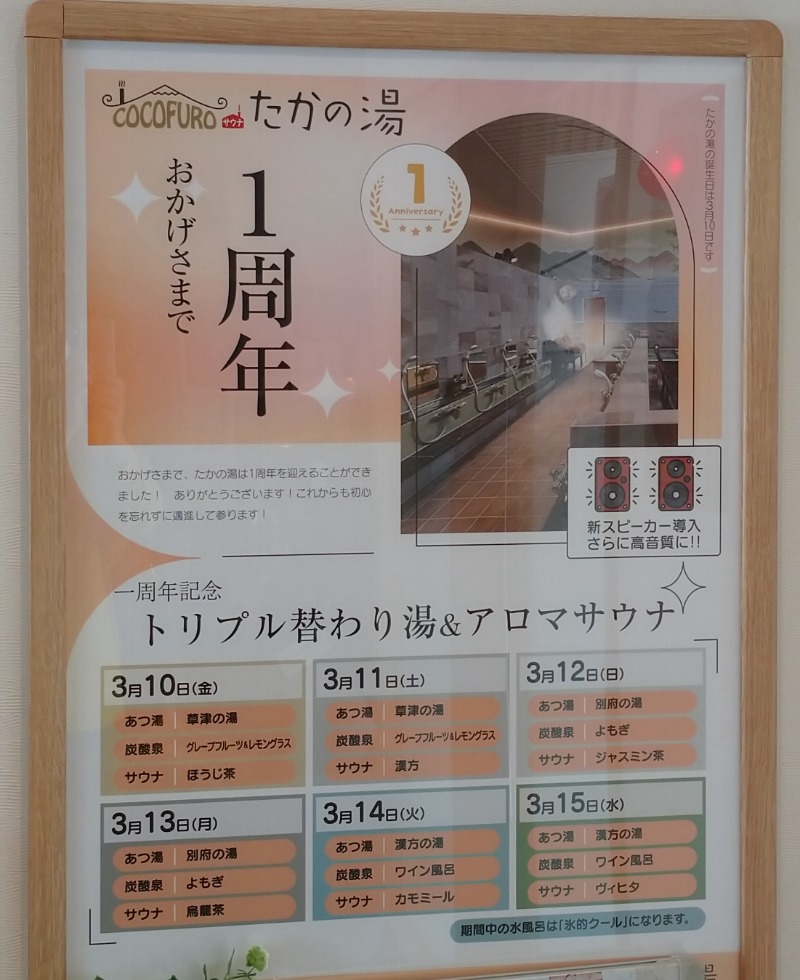 COCOFURO サウナ たかの湯
(たかの湯の誕生日は3月10日です)
1周年
おかげさまで
1
Anniversary
おかげさまで、たかの湯は1周年を迎えることができ
ました！ ありがとうございます！これからも初心
を忘れずに邁進して参ります！
新スピーカー導入
さらに高音質に!!
一周年記念
トリプル替わり湯&アロマサウナ
3月10日(金)
あつ湯 草津の湯
炭酸泉 グレープフルーツ&レモングラス
サウナ ほうじ茶
3月11日(土)
あつ湯 草津の湯
炭酸泉 グレープフルーツ&レモングラス
サウナ 漢方
3月12日(日)
あつ湯 別府の湯
炭酸泉 よもぎ
サウナ ジャスミン茶
3月13日(月)
あつ湯 別府の湯
炭酸泉 よもぎ
サウナ 烏龍茶
3月14日(火)
あつ湯 漢方の湯
炭酸泉 ワイン風呂
サウナ カモミール
3月15日(水)
あつ湯 漢方の湯
炭酸泉 ワイン風呂
サウナ ヴィヒタ
期間中の水風呂は「氷的クール」になります。